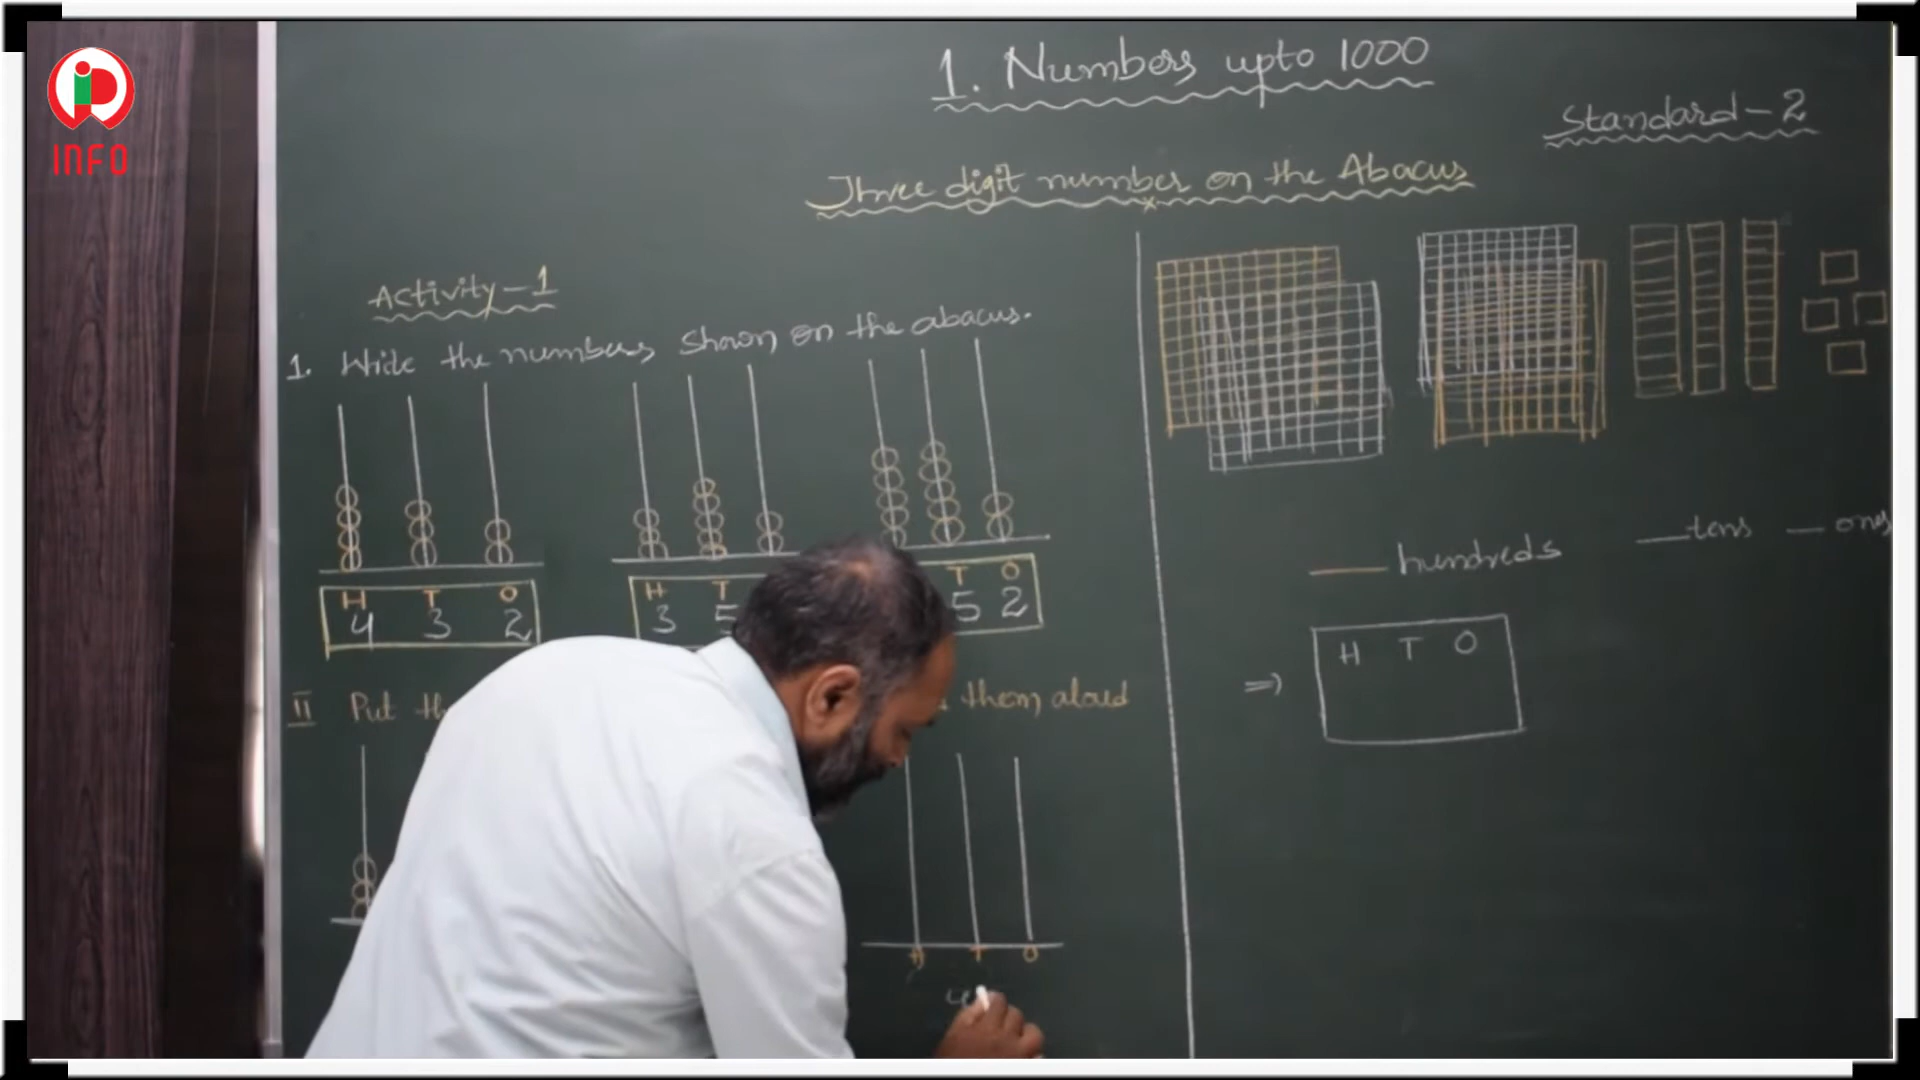 INFO
1. Numbers upto 1000
Standard-2
Three digit number on the Abacus
Activity-1
1. Write the numbers shown on the abacus.
H T O
4 3 2
H T
3 5
T O
5 2
II Put them aloud
H T O
hundreds tens ones
⇒ H T O